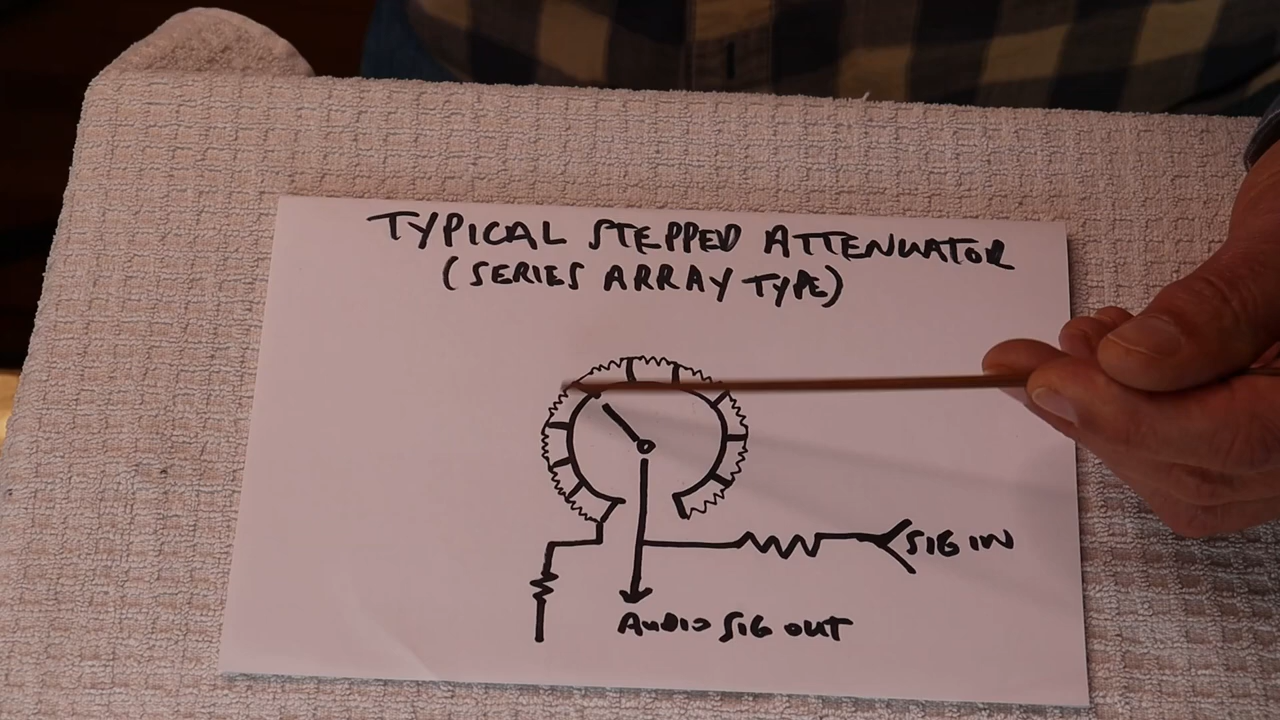 TYPICAL STEPPED ATTENUATOR
(SERIES ARRAY TYPE)
SIG IN
AUDIO SIG OUT